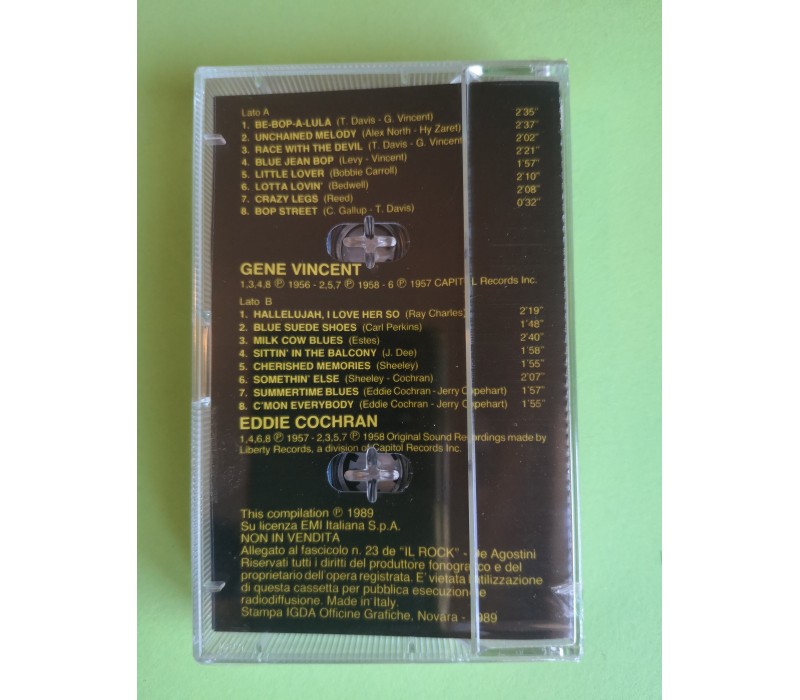 Lato A
1. BE-BOP-A-LULA (T. Davis - G. Vincent) 2'35"
2. UNCHAINED MELODY (Alex North - Hy Zaret) 2'37"
3. RACE WITH THE DEVIL (T. Davis - G. Vincent 2'02"
4. BLUE JEAN BOP (Levy - Vincent) 2'21"
5. LITTLE LOVER (Bobbie Carroll) 1'57"
6. LOTTA LOVIN' (Bedwell) 2'10"
7. CRAZY LEGS (Reed) 2'08"
8. BOP STREET (C. Gallup - T. Davis) 0'32"
GENE VINCENT
1,3,4,8 ℗ 1956 - 2,5,7 ℗ 1958 - 6 ℗ 1957 CAPITOL Records Inc.
Lato B
1. HALLELUJAH, I LOVE HER SO (Ray Charles) 2'19"
2. BLUE SUEDE SHOES (Carl Perkins) 1'48"
3. MILK COW BLUES (Estes) 2'40"
4. SITTIN' IN THE BALCONY (J. Dee) 1'58"
5. CHERISHED MEMORIES (Sheeley) 1'55"
6. SOMETHIN' ELSE (Sheeley - Cochran) 2'07"
7. SUMMERTIME BLUES (Eddie Cochran - Jerry Capehart) 1'57"
8. C'MON EVERYBODY (Eddie Cochran - Jerry Capehart) 1'55"
EDDIE COCHRAN
1,4,6,8 ℗ 1957 - 2,3,5,7 ℗ 1958 Original Sound Recordings made by
Liberty Records, a division of Capitol Records Inc.
This compilation ℗ 1989
Su licenza EMI Italiana S.p.A.
NON IN VENDITA
Allegato al fascicolo n. 23 de "IL ROCK" - De Agostini
Riservati tutti i diritti del produttore fonografico e del
proprietario dell'opera registrata. E' vietata l'utilizzazione
di questa cassetta per pubblica esecuzione e
radiodiffusione. Made in Italy.
Stampa IGDA Officine Grafiche, Novara - 1989